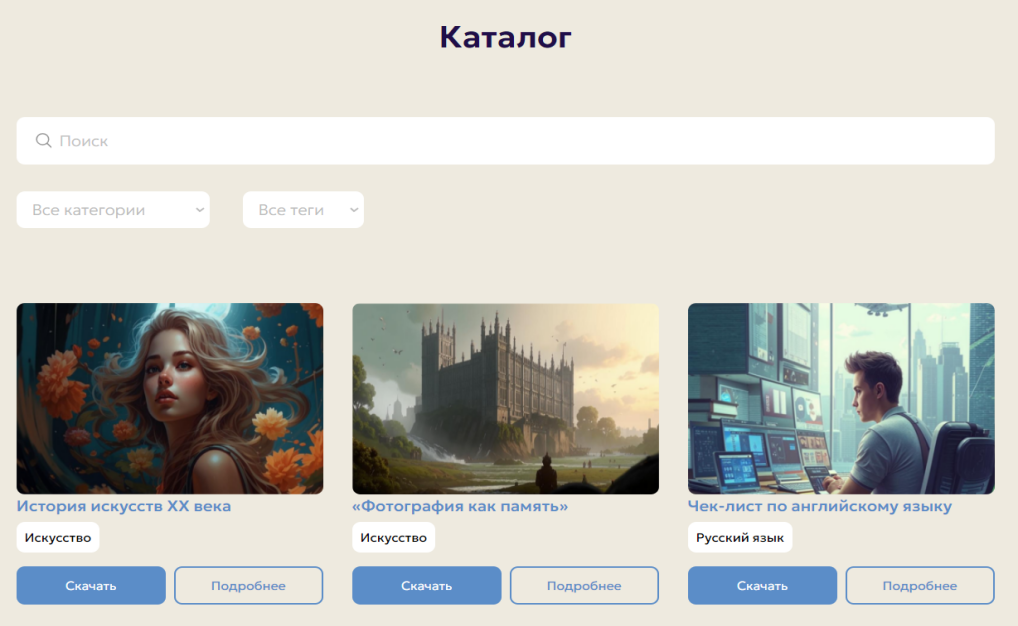 Каталог
Поиск
Все категории
Все теги
История искусств XX века
«Фотография как память»
Чек-лист по английскому языку
Искусство
Искусство
Русский язык
Скачать
Подробнее
Скачать
Подробнее
Скачать
Подробнее